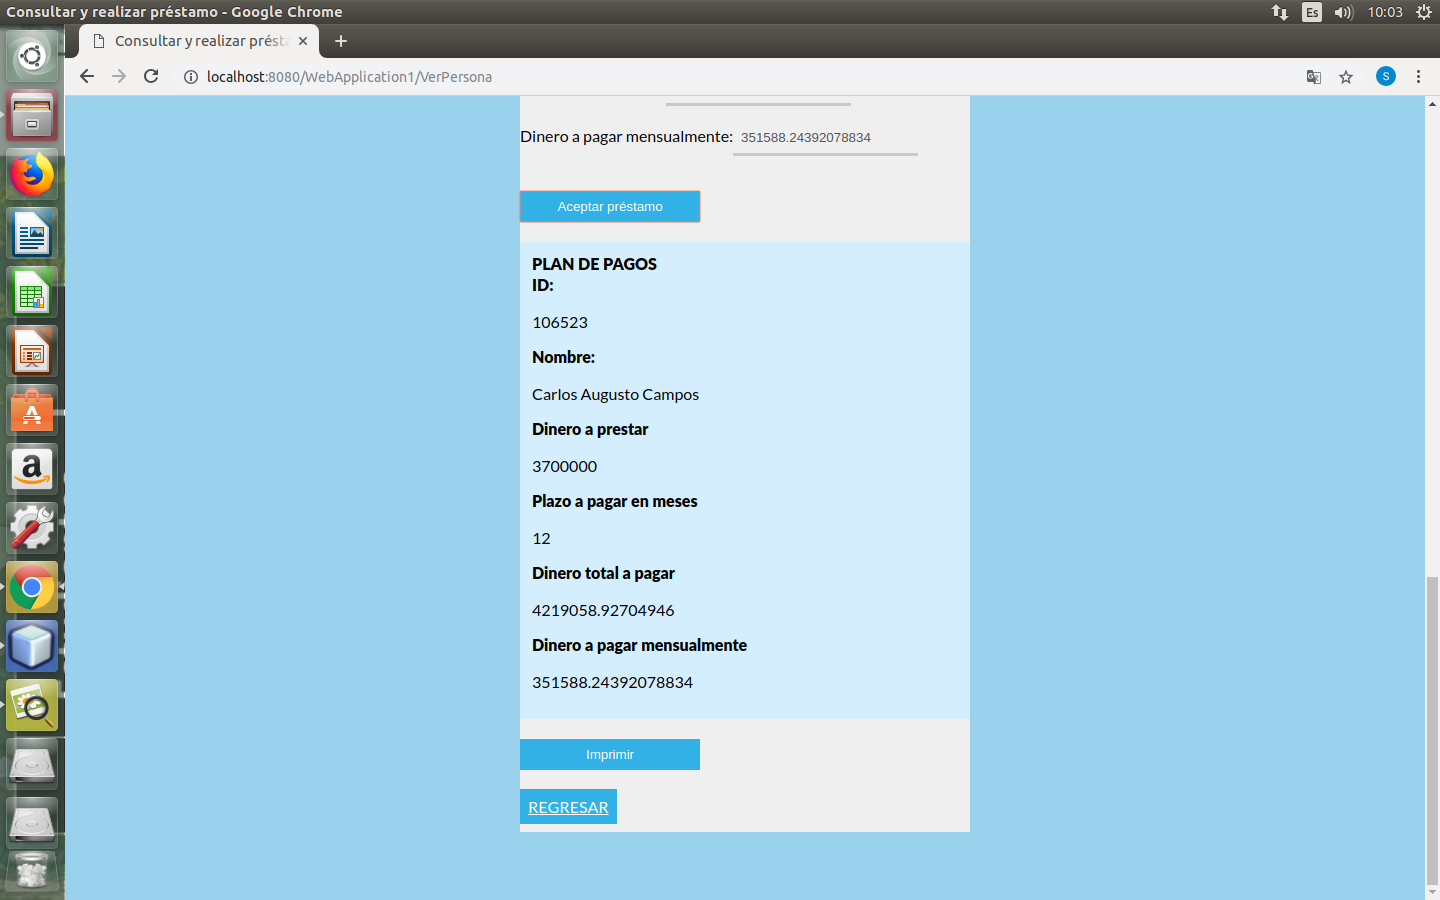 Consultar y realizar préstamo - Google Chrome
Es
10:03
Consultar y realizar présta
localhost:8080/WebApplication1/VerPersona
S
Dinero a pagar mensualmente: 351588.24392078834
Aceptar préstamo
PLAN DE PAGOS
ID:
106523
Nombre:
Carlos Augusto Campos
Dinero a prestar
3700000
Plazo a pagar en meses
12
Dinero total a pagar
4219058.92704946
Dinero a pagar mensualmente
351588.24392078834
Imprimir
REGRESAR